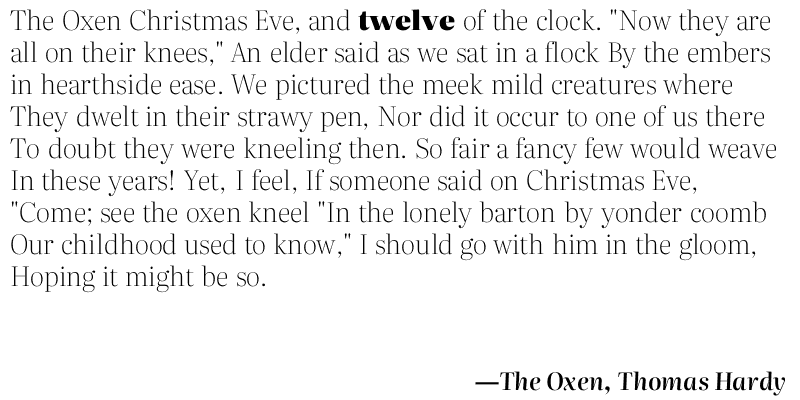 The Oxen Christmas Eve, and twelve of the clock. "Now they are
all on their knees," An elder said as we sat in a flock By the embers
in hearthside ease. We pictured the meek mild creatures where
They dwelt in their strawy pen, Nor did it occur to one of us there
To doubt they were kneeling then. So fair a fancy few would weave
In these years! Yet, I feel, If someone said on Christmas Eve,
"Come; see the oxen kneel "In the lonely barton by yonder coomb
Our childhood used to know," I should go with him in the gloom,
Hoping it might be so.
—The Oxen, Thomas Hardy